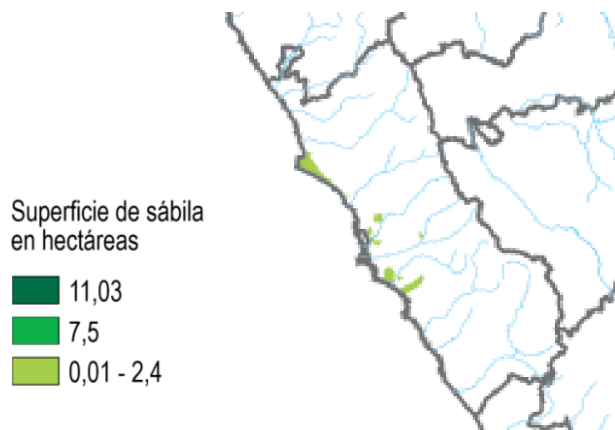 Superficie de sábila
en hectáreas
11,03
7,5
0,01 - 2,4